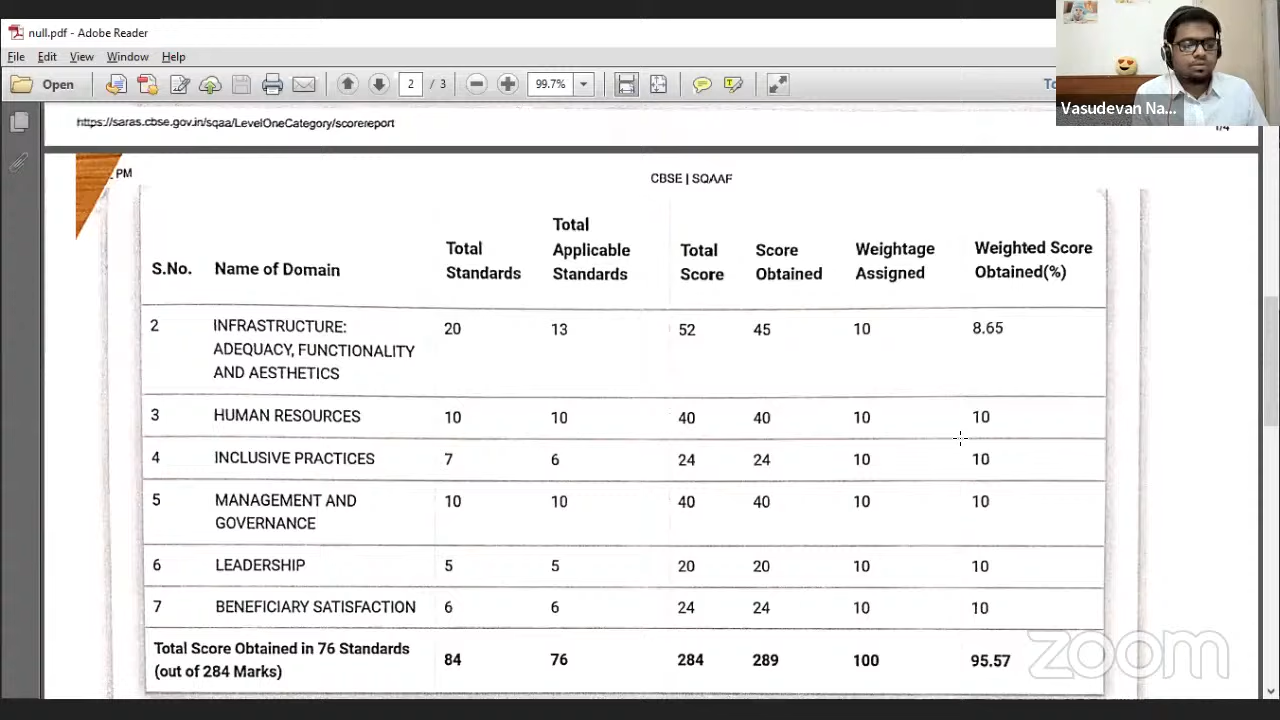 null.pdf - Adobe Reader
File Edit View Window Help
Open 2 / 3 99.7%
Vasudevan Na...
https://saras.cbse.gov.in/sqaa/LevelOneCategory/scorereport
1/4
PM CBSE | SQAAF
S.No. Name of Domain Total Standards Total Applicable Standards Total Score Score Obtained Weightage Assigned Weighted Score Obtained(%)
2 INFRASTRUCTURE: 20 13 52 45 10 8.65
ADEQUACY, FUNCTIONALITY
AND AESTHETICS
3 HUMAN RESOURCES 10 10 40 40 10 10
4 INCLUSIVE PRACTICES 7 6 24 24 10 10
5 MANAGEMENT AND 10 10 40 40 10 10
GOVERNANCE
6 LEADERSHIP 5 5 20 20 10 10
7 BENEFICIARY SATISFACTION 6 6 24 24 10 10
Total Score Obtained in 76 Standards 84 76 284 289 100 95.57
(out of 284 Marks)
zoom